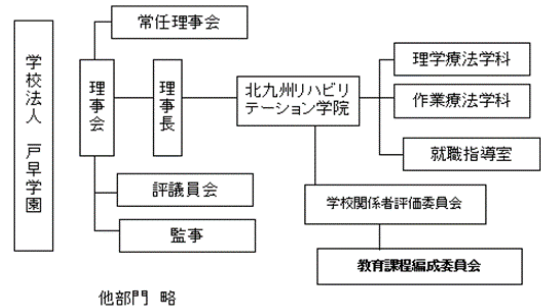 学校法人 戸早学園
常任理事会
理事会
理事長
評議員会
監事
北九州リハビリ
テーション学院
理学療法学科
作業療法学科
就職指導室
学校関係者評価委員会
教育課程編成委員会
他部門 略